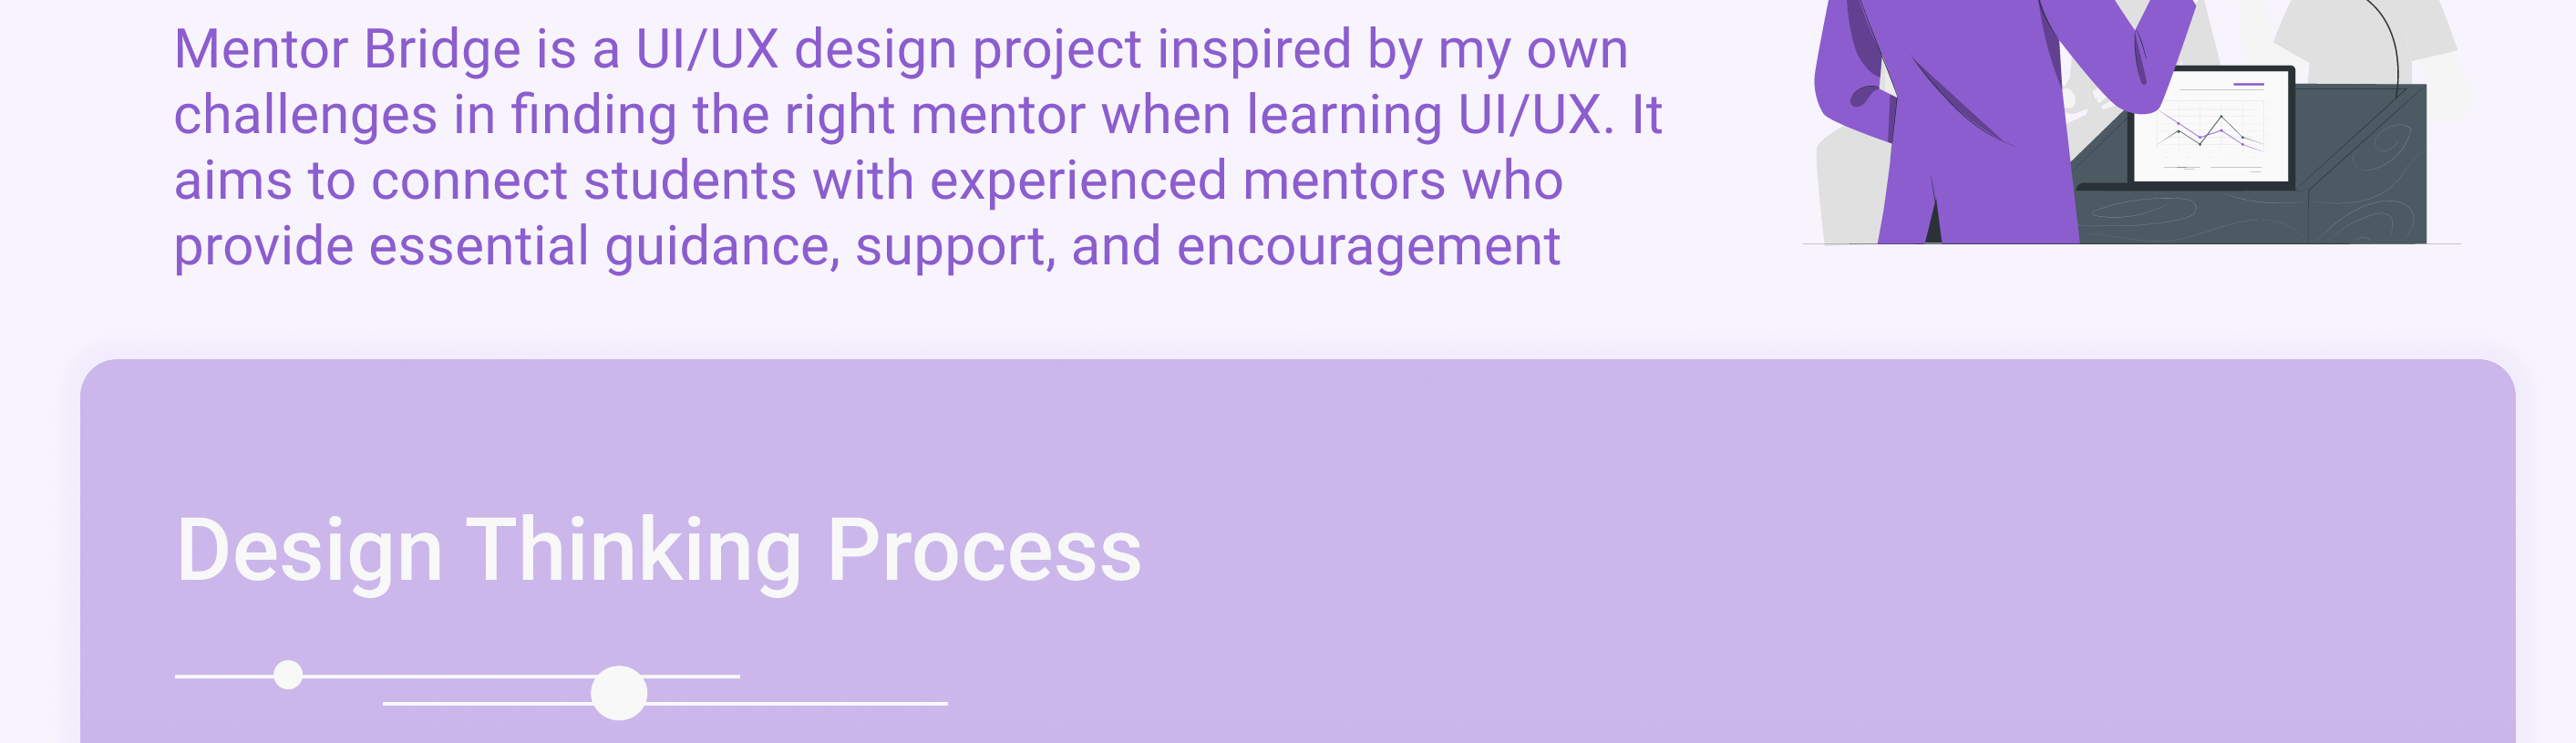 Mentor Bridge is a UI/UX design project inspired by my own
challenges in finding the right mentor when learning UI/UX. It
aims to connect students with experienced mentors who
provide essential guidance, support, and encouragement
Design Thinking Process